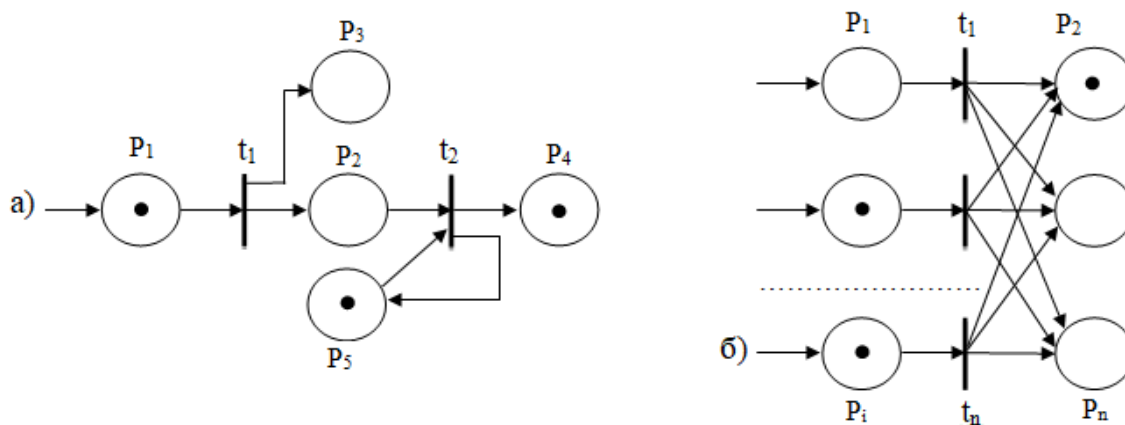 P₃
P₁ t₁ P₂ t₂ P₄
а)
P₅
P₁ t₁ P₂
б)
Pᵢ tₙ Pₙ